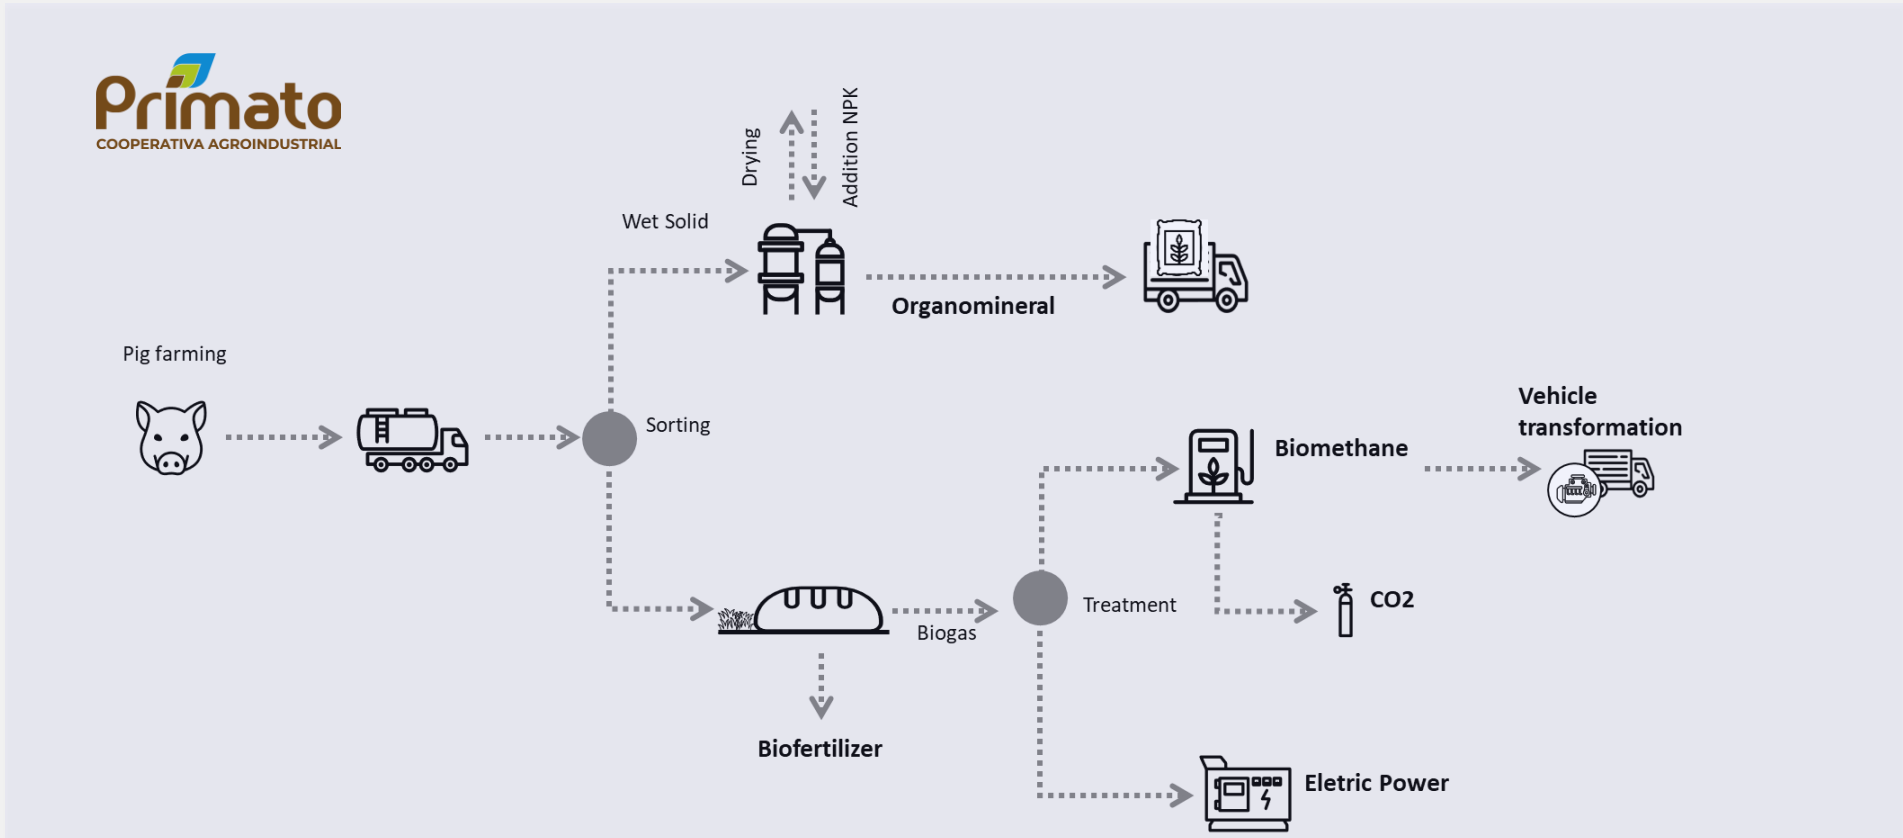 Primato
COOPERATIVA AGROINDUSTRIAL
Drying
Addition NPK
Wet Solid
Organomineral
Pig farming
Sorting
Vehicle
transformation
Biomethane
Treatment
CO2
Biogas
Biofertilizer
Eletric Power